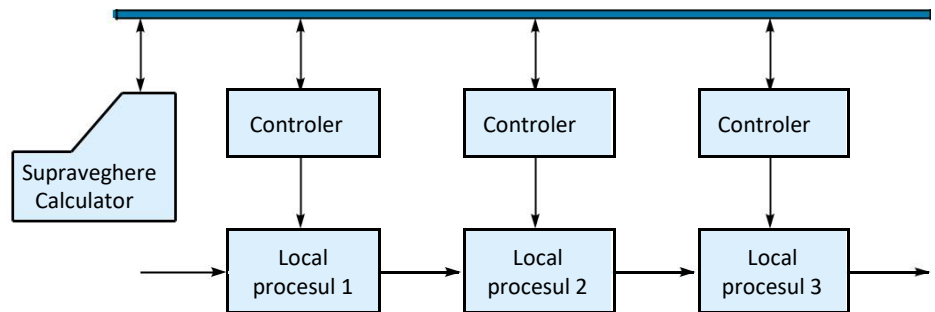 Controler
Controler
Controler
Supraveghere
Calculator
Local
procesul 1
Local
procesul 2
Local
procesul 3